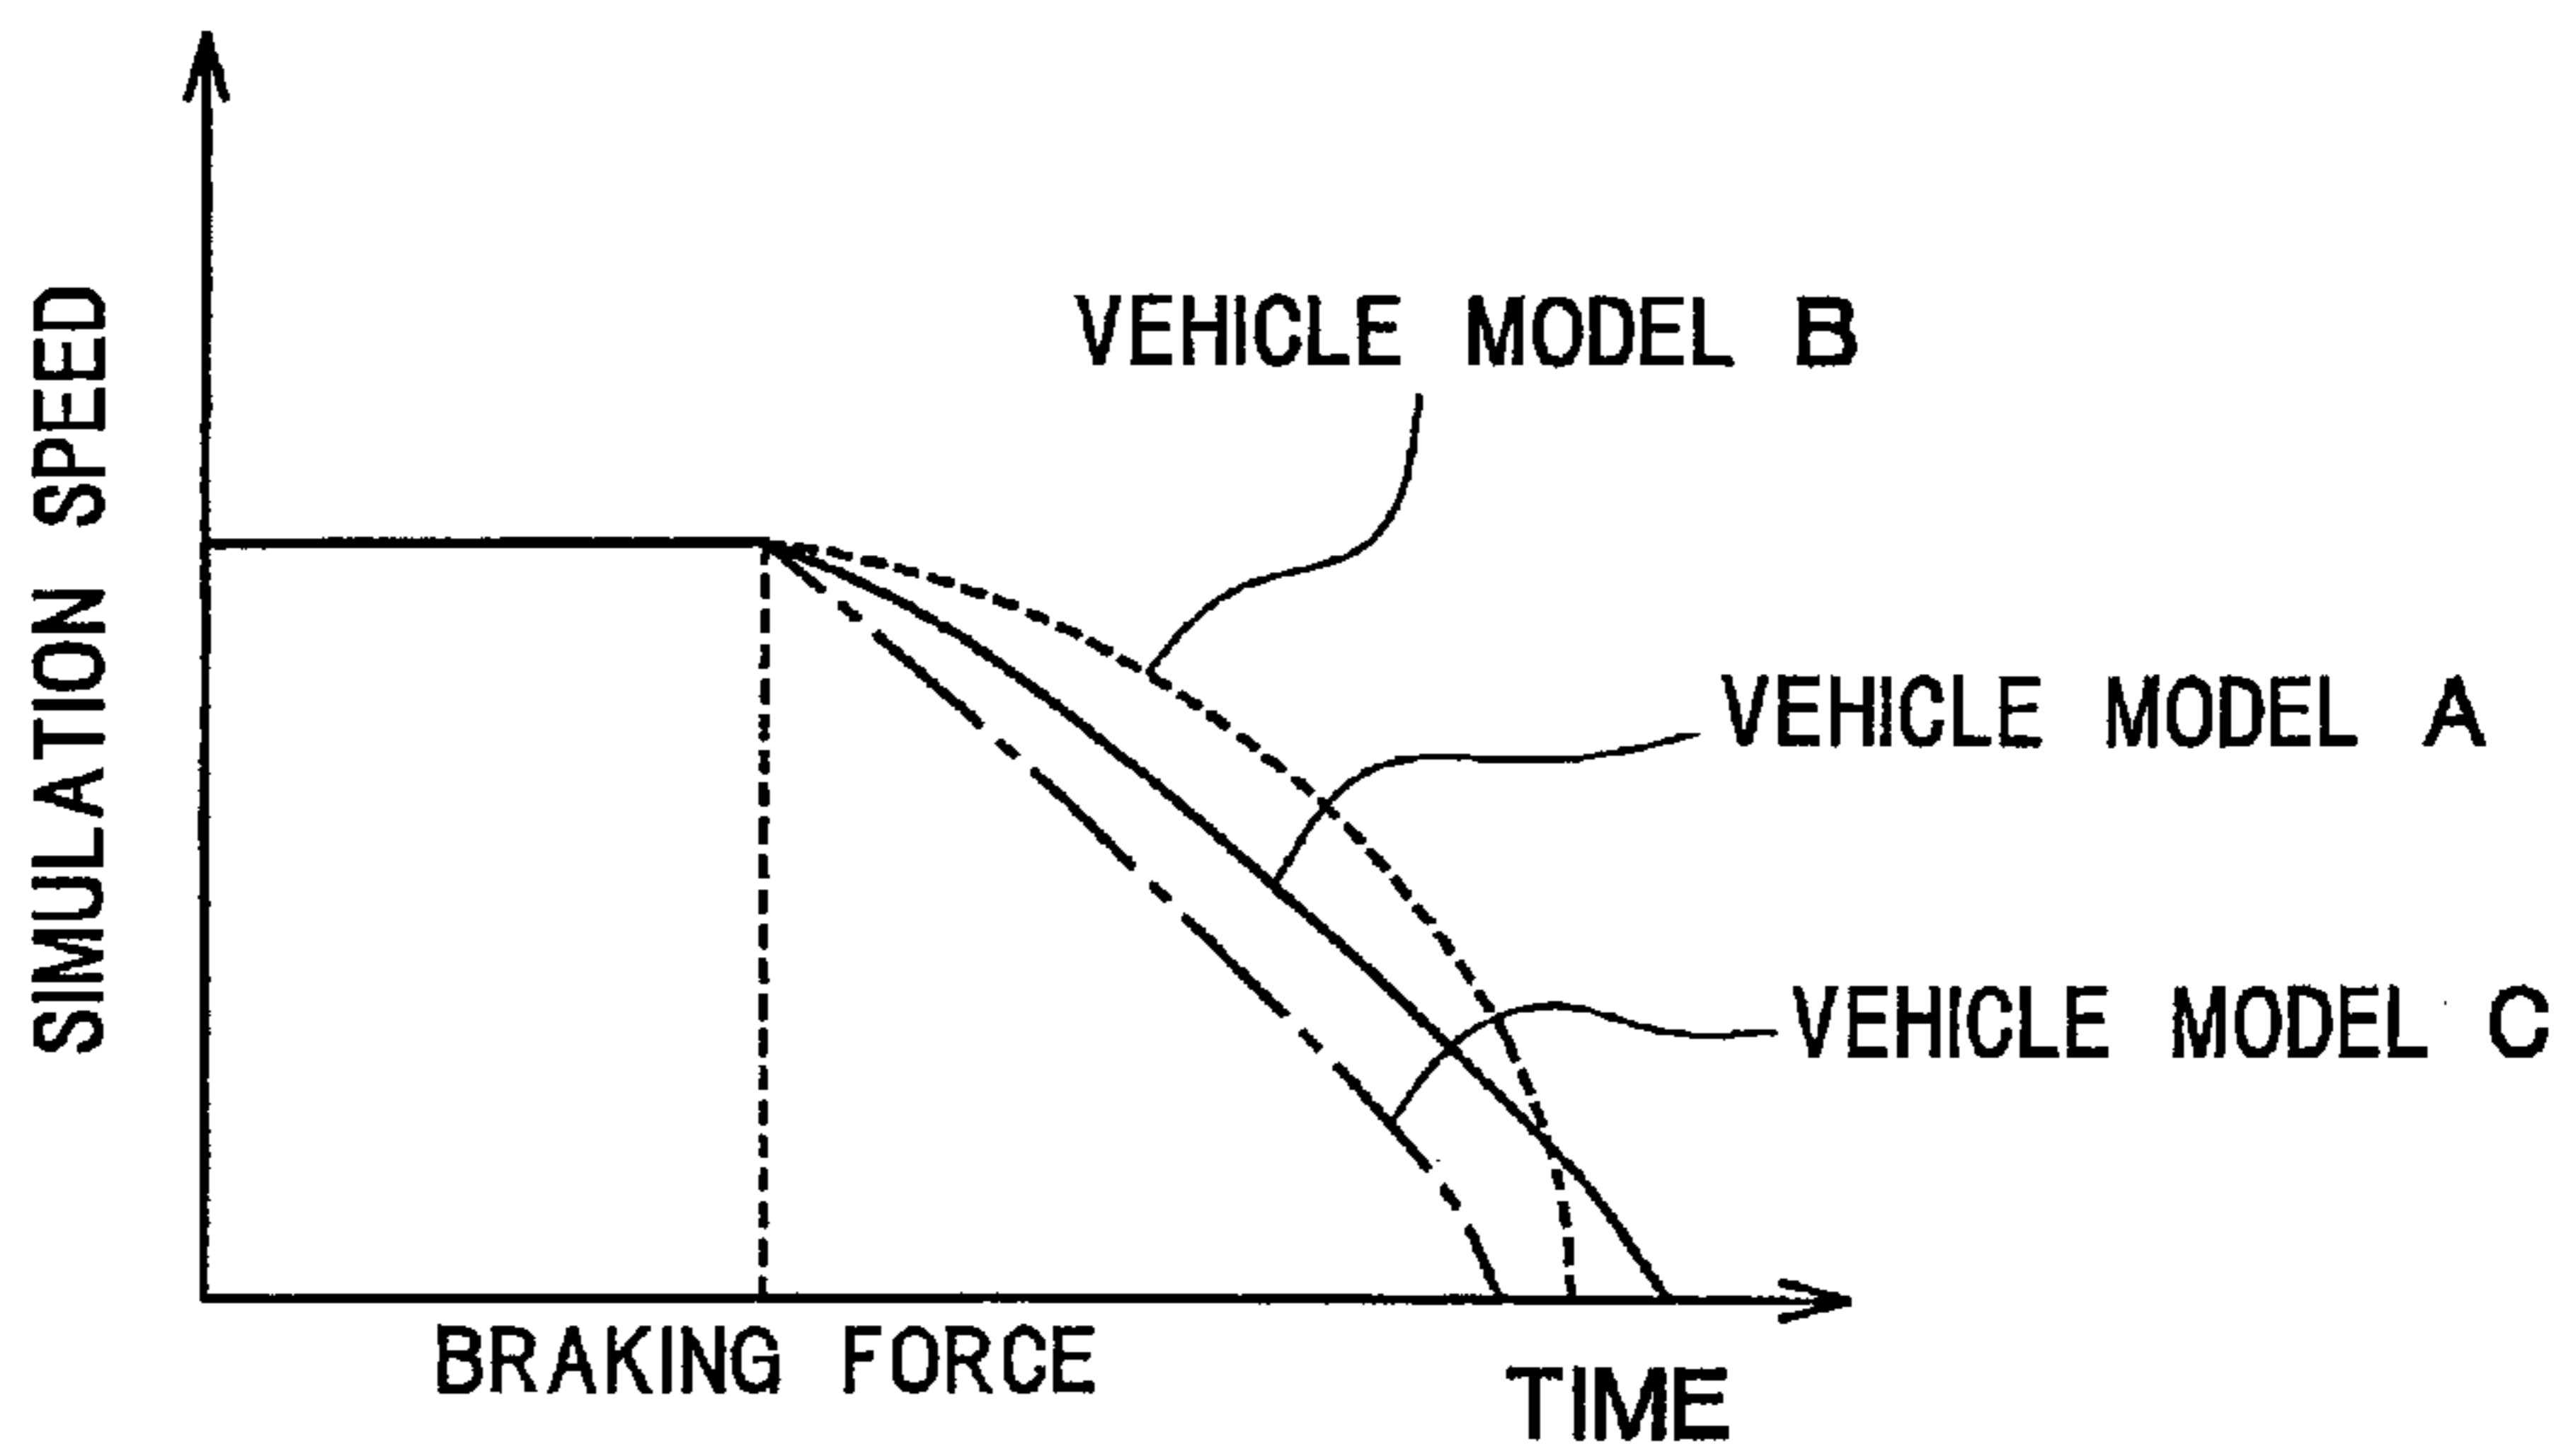 SIMULATION SPEED
VEHICLE MODEL B
VEHICLE MODEL A
VEHICLE MODEL C
BRAKING FORCE
TIME